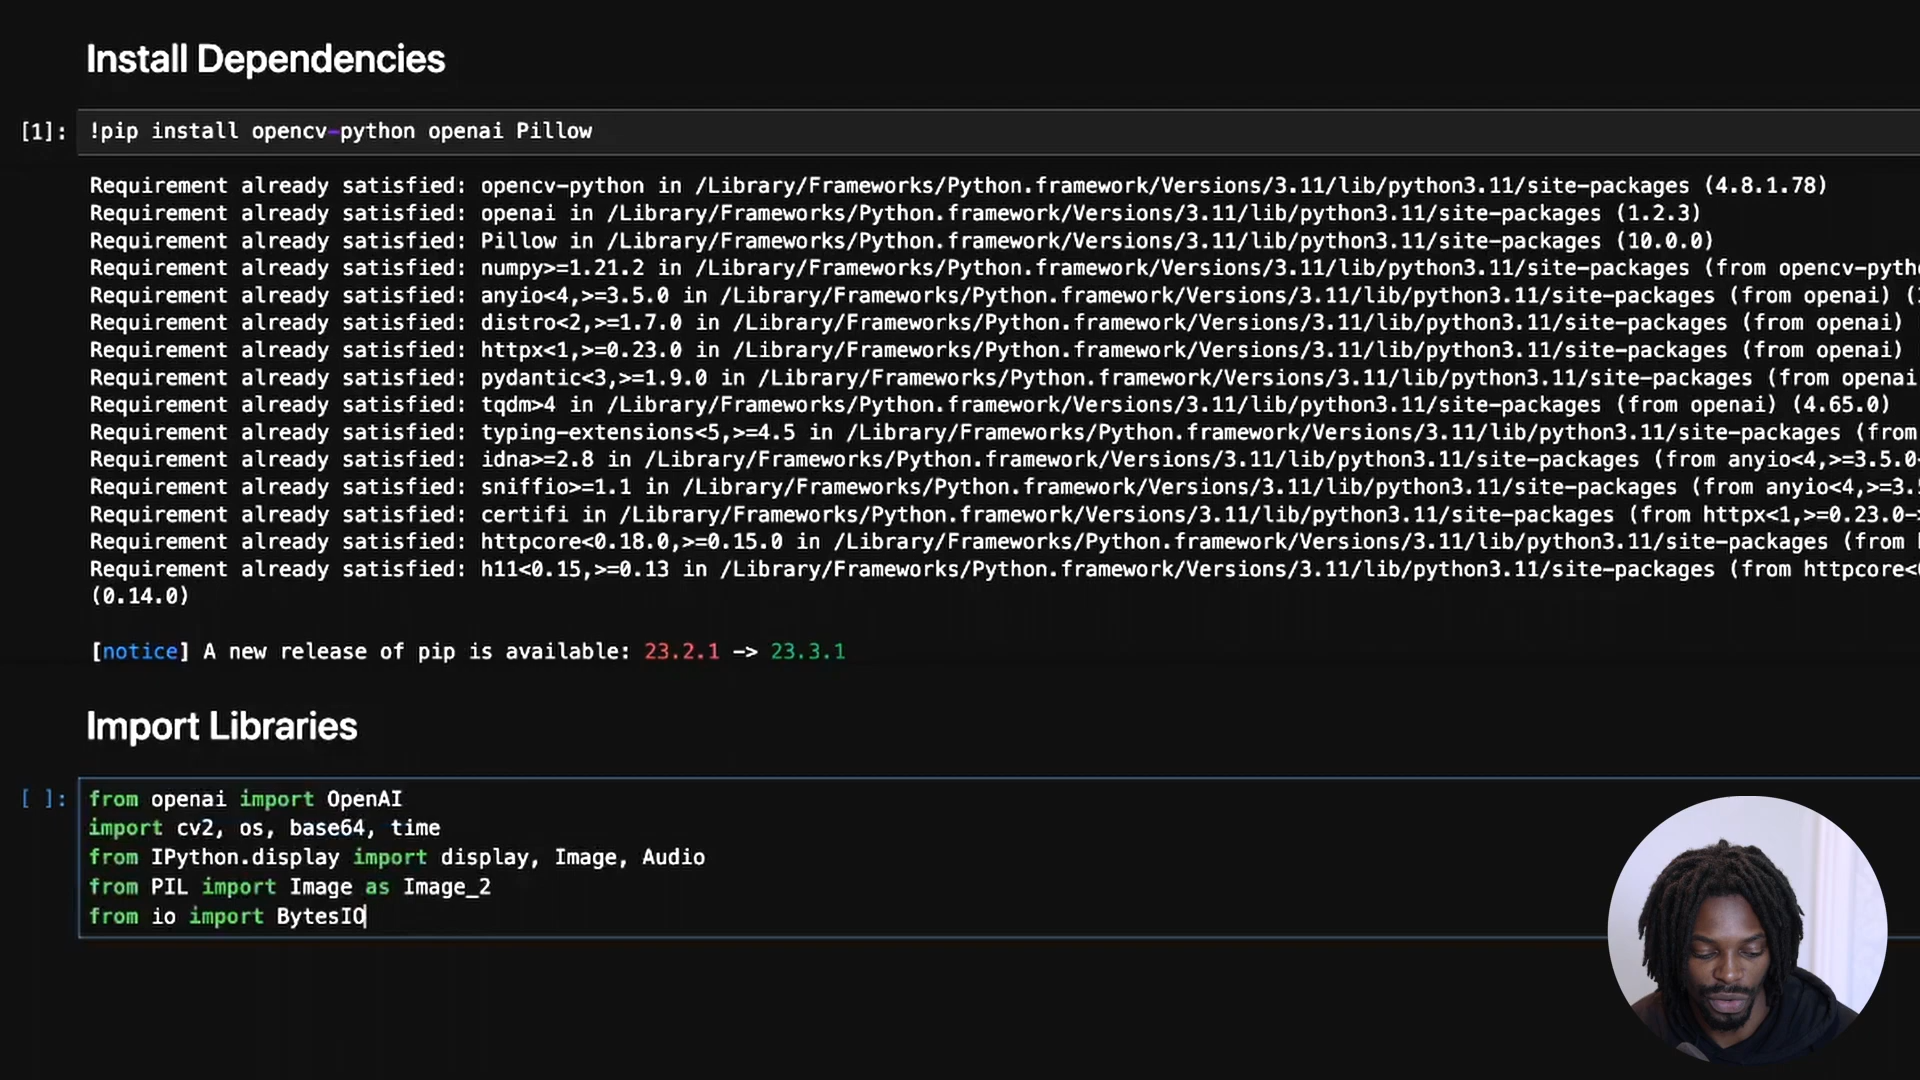 Install Dependencies
[1]: !pip install opencv-python openai Pillow
Requirement already satisfied: opencv-python in /Library/Frameworks/Python.framework/Versions/3.11/lib/python3.11/site-packages (4.8.1.78)
Requirement already satisfied: openai in /Library/Frameworks/Python.framework/Versions/3.11/lib/python3.11/site-packages (1.2.3)
Requirement already satisfied: Pillow in /Library/Frameworks/Python.framework/Versions/3.11/lib/python3.11/site-packages (10.0.0)
Requirement already satisfied: numpy>=1.21.2 in /Library/Frameworks/Python.framework/Versions/3.11/lib/python3.11/site-packages (from opencv-pyth
Requirement already satisfied: anyio<4,>=3.5.0 in /Library/Frameworks/Python.framework/Versions/3.11/lib/python3.11/site-packages (from openai) (
Requirement already satisfied: distro<2,>=1.7.0 in /Library/Frameworks/Python.framework/Versions/3.11/lib/python3.11/site-packages (from openai)
Requirement already satisfied: httpx<1,>=0.23.0 in /Library/Frameworks/Python.framework/Versions/3.11/lib/python3.11/site-packages (from openai)
Requirement already satisfied: pydantic<3,>=1.9.0 in /Library/Frameworks/Python.framework/Versions/3.11/lib/python3.11/site-packages (from openai
Requirement already satisfied: tqdm>4 in /Library/Frameworks/Python.framework/Versions/3.11/lib/python3.11/site-packages (from openai) (4.65.0)
Requirement already satisfied: typing-extensions<5,>=4.5 in /Library/Frameworks/Python.framework/Versions/3.11/lib/python3.11/site-packages (from
Requirement already satisfied: idna>=2.8 in /Library/Frameworks/Python.framework/Versions/3.11/lib/python3.11/site-packages (from anyio<4,>=3.5.0
Requirement already satisfied: sniffio>=1.1 in /Library/Frameworks/Python.framework/Versions/3.11/lib/python3.11/site-packages (from anyio<4,>=3.
Requirement already satisfied: certifi in /Library/Frameworks/Python.framework/Versions/3.11/lib/python3.11/site-packages (from httpx<1,>=0.23.0-
Requirement already satisfied: httpcore<0.18.0,>=0.15.0 in /Library/Frameworks/Python.framework/Versions/3.11/lib/python3.11/site-packages (from
Requirement already satisfied: h11<0.15,>=0.13 in /Library/Frameworks/Python.framework/Versions/3.11/lib/python3.11/site-packages (from httpcore<
(0.14.0)
[notice] A new release of pip is available: 23.2.1 -> 23.3.1
Import Libraries
[ ]: from openai import OpenAI
import cv2, os, base64, time
from IPython.display import display, Image, Audio
from PIL import Image as Image_2
from io import BytesIO